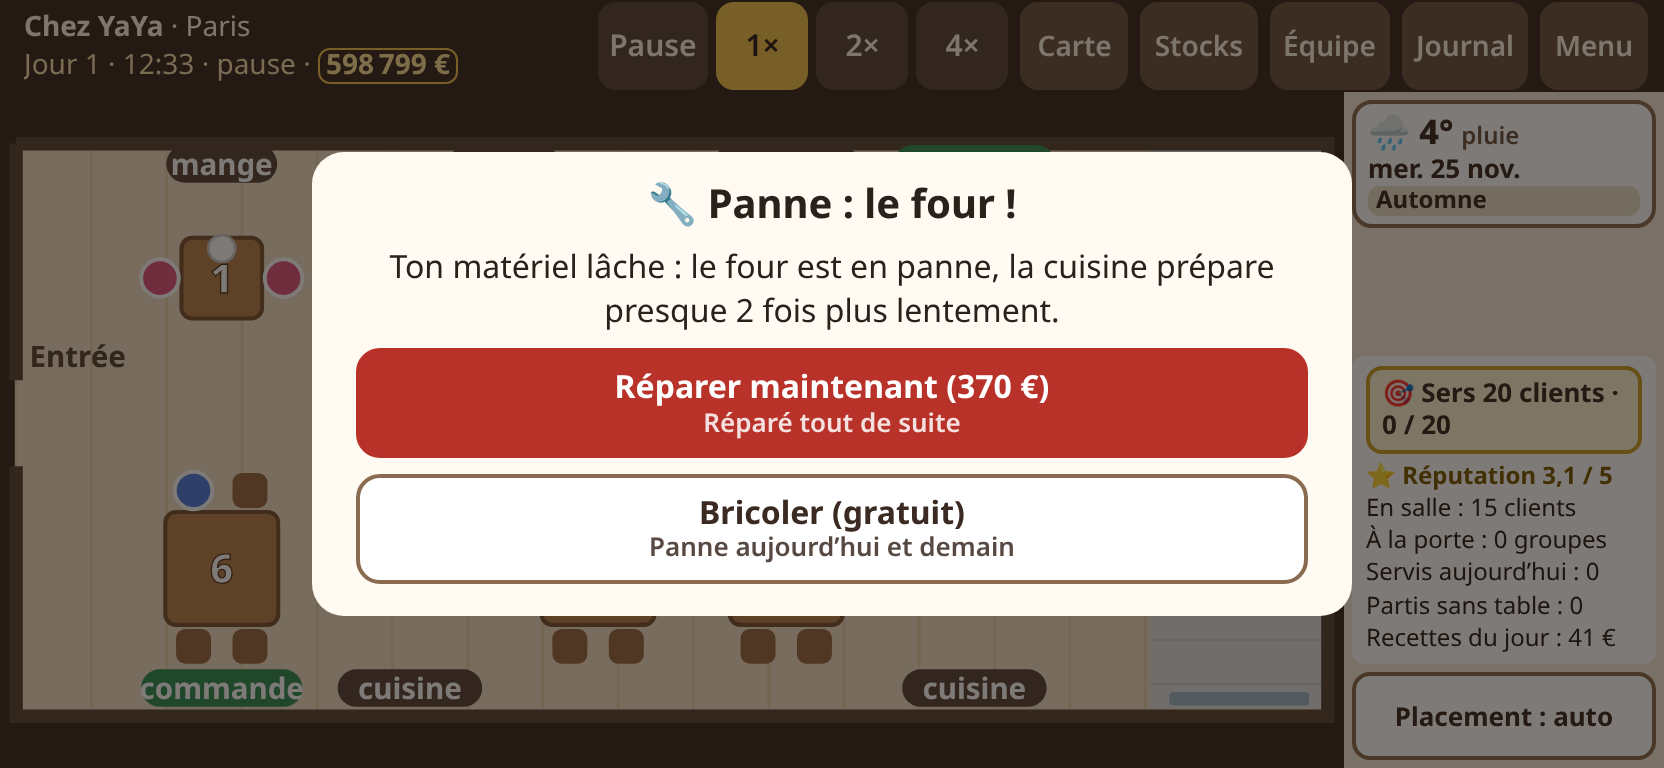 Chez YaYa · Paris
Jour 1 · 12:33 · pause · 598 799 €
Pause
1×
2×
4×
Carte
Stocks
Équipe
Journal
Menu
mange
1
Entrée
6
commande
cuisine
cuisine
🔧 Panne : le four !
Ton matériel lâche : le four est en panne, la cuisine prépare
presque 2 fois plus lentement.
Réparer maintenant (370 €)
Réparé tout de suite
Bricoler (gratuit)
Panne aujourd’hui et demain
4° pluie
mer. 25 nov.
Automne
🎯 Sers 20 clients ·
0 / 20
⭐ Réputation 3,1 / 5
En salle : 15 clients
À la porte : 0 groupes
Servis aujourd’hui : 0
Partis sans table : 0
Recettes du jour : 41 €
Placement : auto